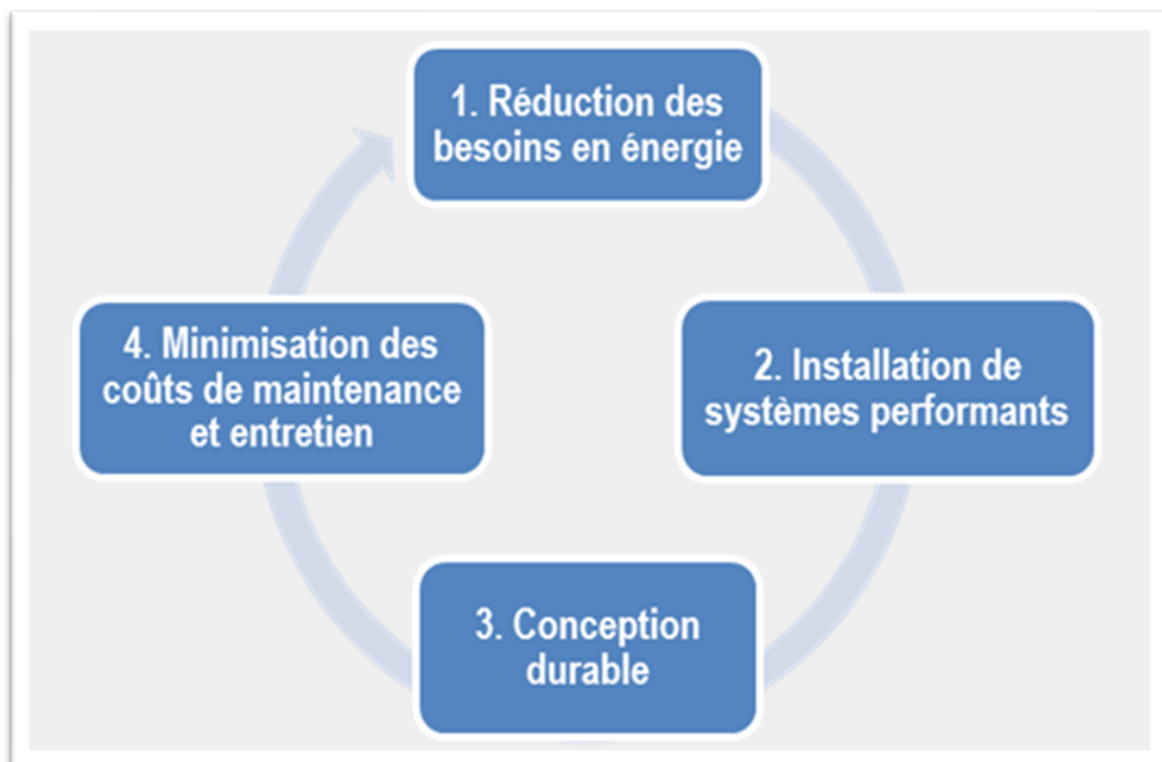 1. Réduction des
besoins en énergie
2. Installation de
systèmes performants
3. Conception
durable
4. Minimisation des
coûts de maintenance
et entretien